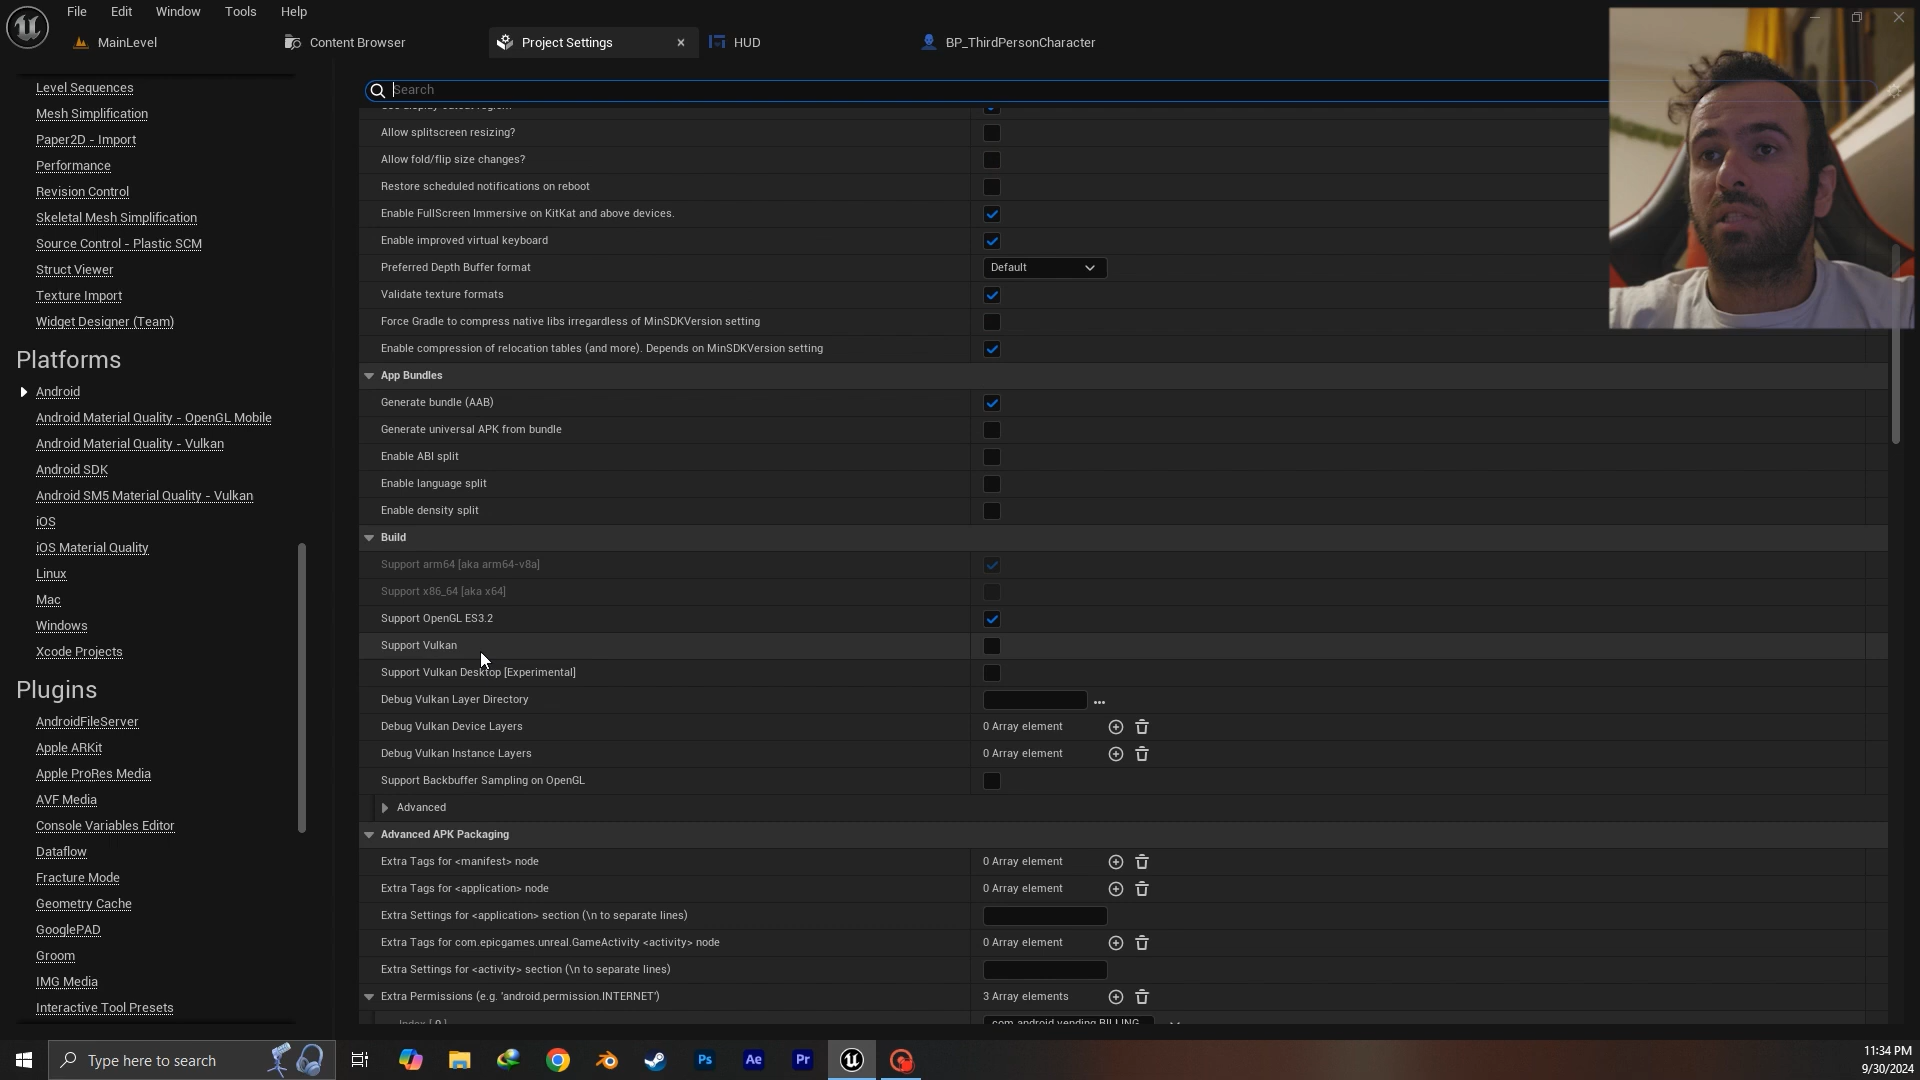 File Edit Window Tools Help
MainLevel Content Browser Project Settings HUD BP_ThirdPersonCharacter
Search
Level Sequences
Mesh Simplification
Paper2D - Import
Performance
Revision Control
Skeletal Mesh Simplification
Source Control - Plastic SCM
Struct Viewer
Texture Import
Widget Designer (Team)
Platforms
Android
Android Material Quality - OpenGL Mobile
Android Material Quality - Vulkan
Android SDK
Android SM5 Material Quality - Vulkan
iOS
iOS Material Quality
Linux
Mac
Windows
Xcode Projects
Plugins
AndroidFileServer
Apple ARKit
Apple ProRes Media
AVF Media
Console Variables Editor
Dataflow
Fracture Mode
Geometry Cache
GooglePAD
Groom
IMG Media
Interactive Tool Presets
Allow splitscreen resizing?
Allow fold/flip size changes?
Restore scheduled notifications on reboot
Enable FullScreen Immersive on KitKat and above devices.
Enable improved virtual keyboard
Preferred Depth Buffer format Default
Validate texture formats
Force Gradle to compress native libs irregardless of MinSDKVersion setting
Enable compression of relocation tables (and more). Depends on MinSDKVersion setting
App Bundles
Generate bundle (AAB)
Generate universal APK from bundle
Enable ABI split
Enable language split
Enable density split
Build
Support arm64 [aka arm64-v8a]
Support x86_64 [aka x64]
Support OpenGL ES3.2
Support Vulkan
Support Vulkan Desktop [Experimental]
Debug Vulkan Layer Directory ...
Debug Vulkan Device Layers 0 Array element
Debug Vulkan Instance Layers 0 Array element
Support Backbuffer Sampling on OpenGL
Advanced
Advanced APK Packaging
Extra Tags for <manifest> node 0 Array element
Extra Tags for <application> node 0 Array element
Extra Settings for <application> section (\n to separate lines)
Extra Tags for com.epicgames.unreal.GameActivity <activity> node 0 Array element
Extra Settings for <activity> section (\n to separate lines)
Extra Permissions (e.g. 'android.permission.INTERNET') 3 Array elements
Index [ 0 ] com.android.vending.BILLING
Type here to search Ps Ae Pr 11:34 PM
9/30/2024